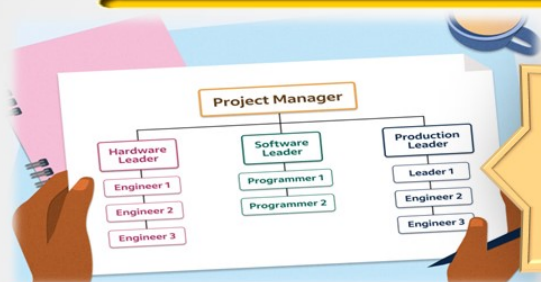 Project Manager
Hardware
Leader
Engineer 1
Engineer 2
Engineer 3
Software
Leader
Programmer 1
Programmer 2
Production
Leader
Leader 1
Engineer 2
Engineer 3